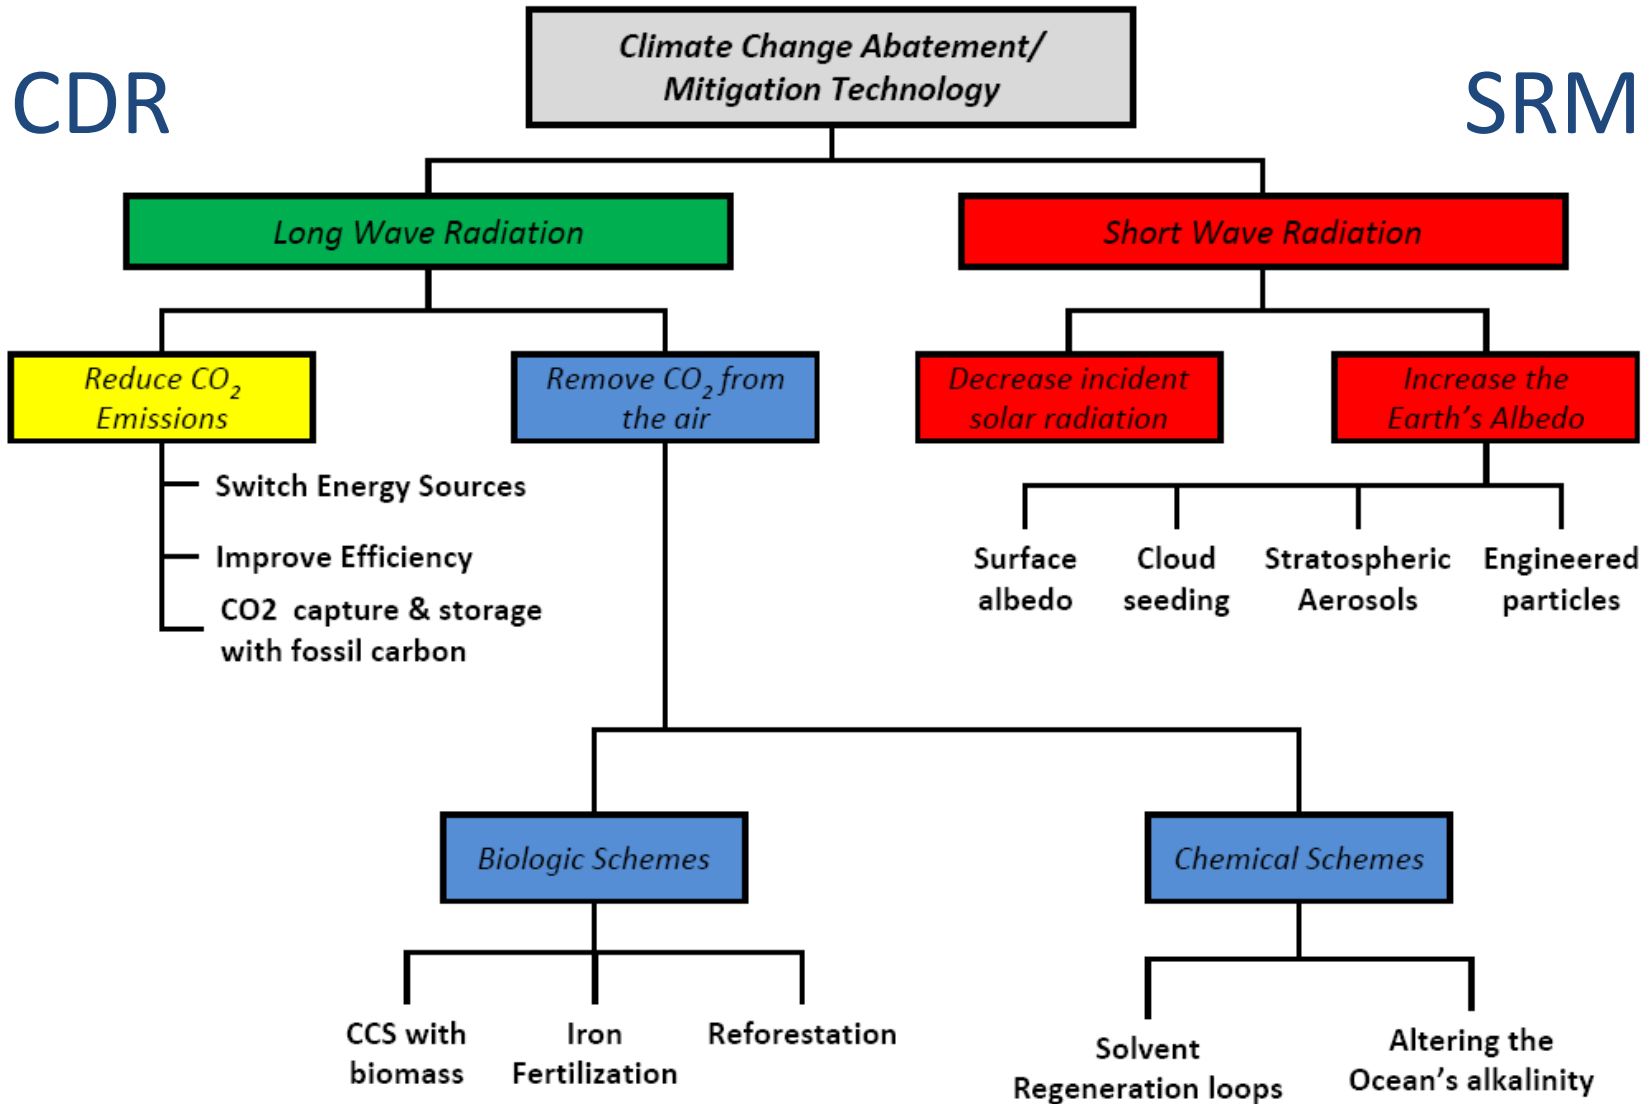 Climate Change Abatement/
Mitigation Technology
CDR
SRM
Long Wave Radiation
Short Wave Radiation
Reduce CO₂
Emissions
Remove CO₂ from
the air
Decrease incident
solar radiation
Increase the
Earth's Albedo
Switch Energy Sources
Improve Efficiency
CO2 capture & storage
with fossil carbon
Surface
albedo
Cloud
seeding
Stratospheric
Aerosols
Engineered
particles
Biologic Schemes
Chemical Schemes
CCS with
biomass
Iron
Fertilization
Reforestation
Solvent
Regeneration loops
Altering the
Ocean's alkalinity